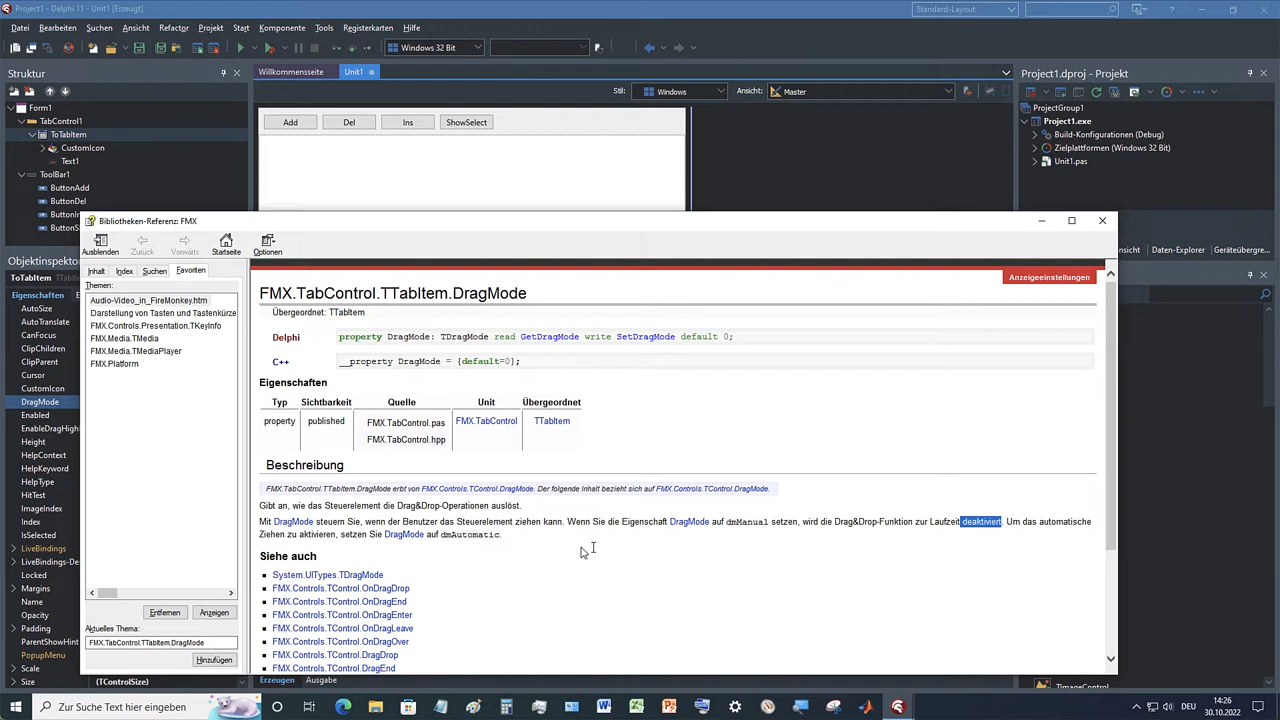 Project1 - Delphi 11 - Unit1 [Erzeugt]
Standard-Layout
Datei Bearbeiten Suchen Ansicht Refactor Projekt Start Komponente Tools Registerkarten Hilfe
Windows 32 Bit
Struktur
Willkommensseite
Unit1
Project1.dproj - Projekte
Stil:
Windows
Ansicht:
Master
Form1
TabControl1
ToTabItem
CustomIcon
Text1
ToolBar1
ButtonAdd
ButtonDel
Add
Del
Ins
ShowSelect
ProjectGroup1
Project1.exe
Build-Konfigurationen (Debug)
Zielplattformen (Windows 32 Bit)
Unit1.pas
Daten-Explorer
Geräteübergre...
Objektinspektor
Eigenschaften
AutoSize
AutoTranslate
CanFocus
ClipChildren
ClipParent
Cursor
CustomIcon
DragMode
Enabled
Height
HelpContext
HelpKeyword
HelpType
HitTest
ImageIndex
Index
IsSelected
LiveBindings
Locked
Margins
Name
Opacity
Padding
PopupMenu
Scale
Size
(TControlSize)
Bibliotheken-Referenz: FMX
Ausblenden
Zurück
Vorwärts
Startseite
Optionen
Inhalt Index Suchen Favoriten
Themen:
Audio-Video_in_FireMonkey.htm
Darstellung von Tasten und Tastenkürze
FMX.Controls.Presentation.TKeyInfo
FMX.Media.TMedia
FMX.Media.TMediaPlayer
FMX.Platform
Entfernen
Anzeigen
Aktuelles Thema:
FMX.TabControl.TTabItem.DragMode
Hinzufügen
Anzeigeeinstellungen
FMX.TabControl.TTabItem.DragMode
Übergeordnet: TTabItem
Delphi
property DragMode: TDragMode read GetDragMode write SetDragMode default 0;
C++
__property DragMode = {default=0};
Eigenschaften
Typ Sichtbarkeit Quelle Unit Übergeordnet
property published FMX.TabControl.pas FMX.TabControl TTabItem
FMX.TabControl.hpp
Beschreibung
FMX.TabControl.TTabItem.DragMode erbt von FMX.Controls.TControl.DragMode. Der folgende Inhalt bezieht sich auf FMX.Controls.TControl.DragMode.
Gibt an, wie das Steuerelement die Drag&Drop-Operationen auslöst.
Mit DragMode steuern Sie, wenn der Benutzer das Steuerelement ziehen kann. Wenn Sie die Eigenschaft DragMode auf dmManual setzen, wird die Drag&Drop-Funktion zur Laufzeit deaktiviert. Um das automatische
Ziehen zu aktivieren, setzen Sie DragMode auf dmAutomatic.
Siehe auch
System.UITypes.TDragMode
FMX.Controls.TControl.OnDragDrop
FMX.Controls.TControl.OnDragEnd
FMX.Controls.TControl.OnDragEnter
FMX.Controls.TControl.OnDragLeave
FMX.Controls.TControl.OnDragOver
FMX.Controls.TControl.DragDrop
FMX.Controls.TControl.DragEnd
Erzeugen
Ausgabe
TImageControl
Zur Suche Text hier eingeben
DEU
14:26
30.10.2022